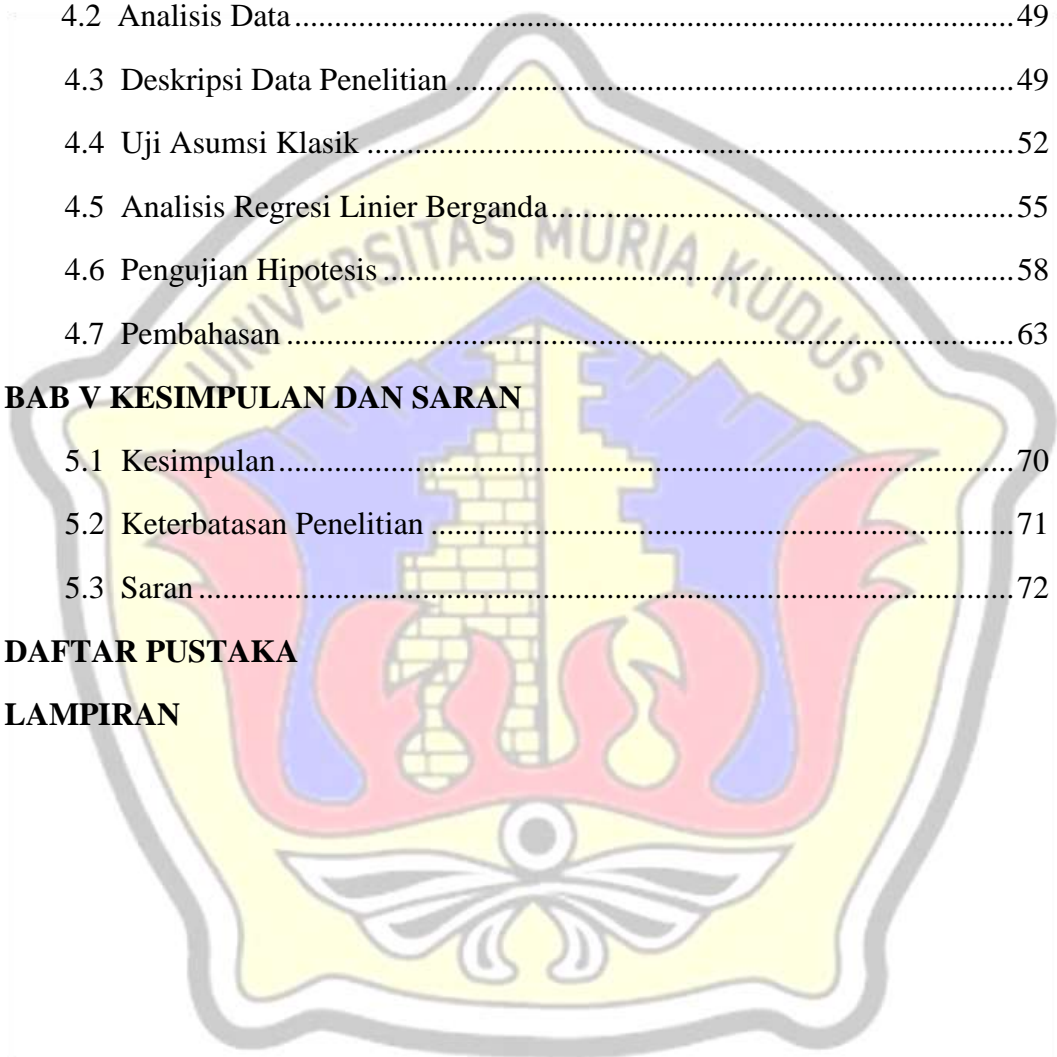 4.2 Analisis Data........................................................................................49
4.3 Deskripsi Data Penelitian ....................................................................49
4.4 Uji Asumsi Klasik ...............................................................................52
4.5 Analisis Regresi Linier Berganda........................................................55
4.6 Pengujian Hipotesis .............................................................................58
4.7 Pembahasan .........................................................................................63
BAB V KESIMPULAN DAN SARAN
5.1 Kesimpulan..........................................................................................70
5.2 Keterbatasan Penelitian .......................................................................71
5.3 Saran ....................................................................................................72
DAFTAR PUSTAKA
LAMPIRAN
UNIVERSITAS MURIA KUDUS